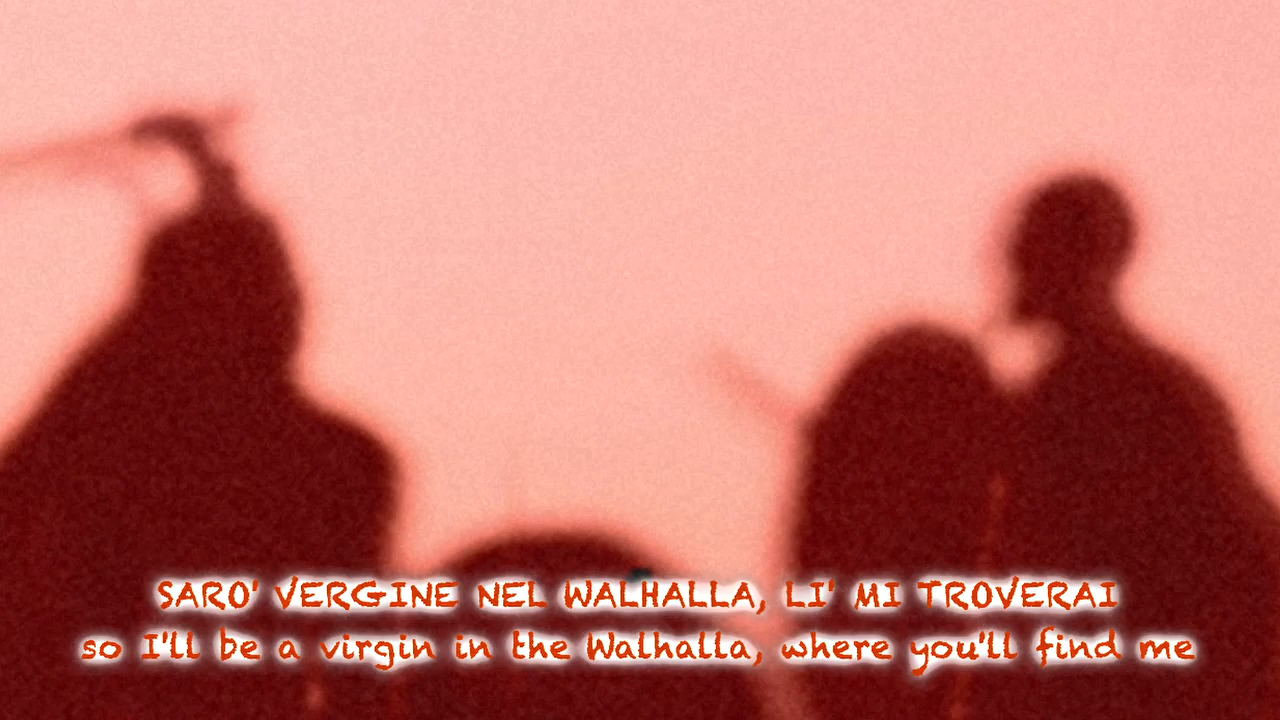 SARO' VERGINE NEL WALHALLA, LI' MI TROVERAI
so I'll be a virgin in the Walhalla, where you'll find me